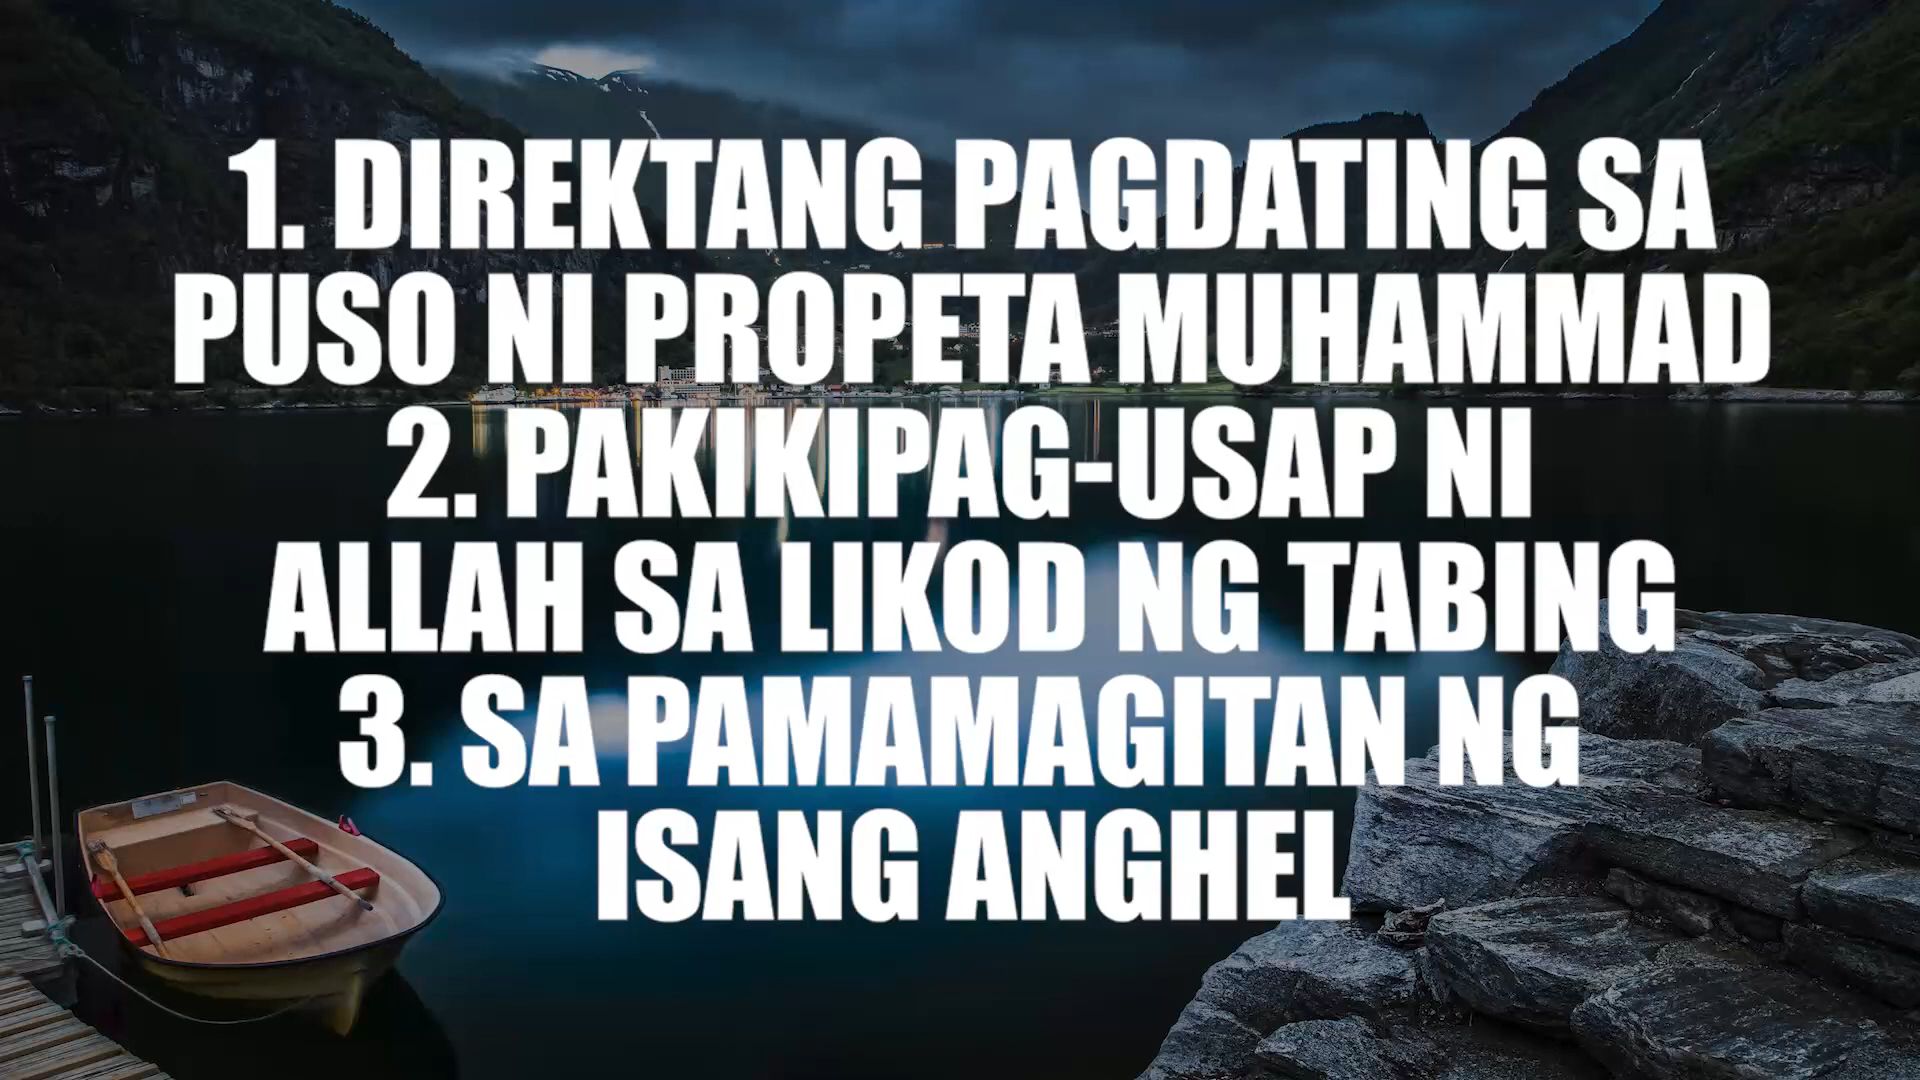 1. DIREKTANG PAGDATING SA
PUSO NI PROPETA MUHAMMAD
2. PAKIKIPAG-USAP NI
ALLAH SA LIKOD NG TABING
3. SA PAMAMAGITAN NG
ISANG ANGHEL